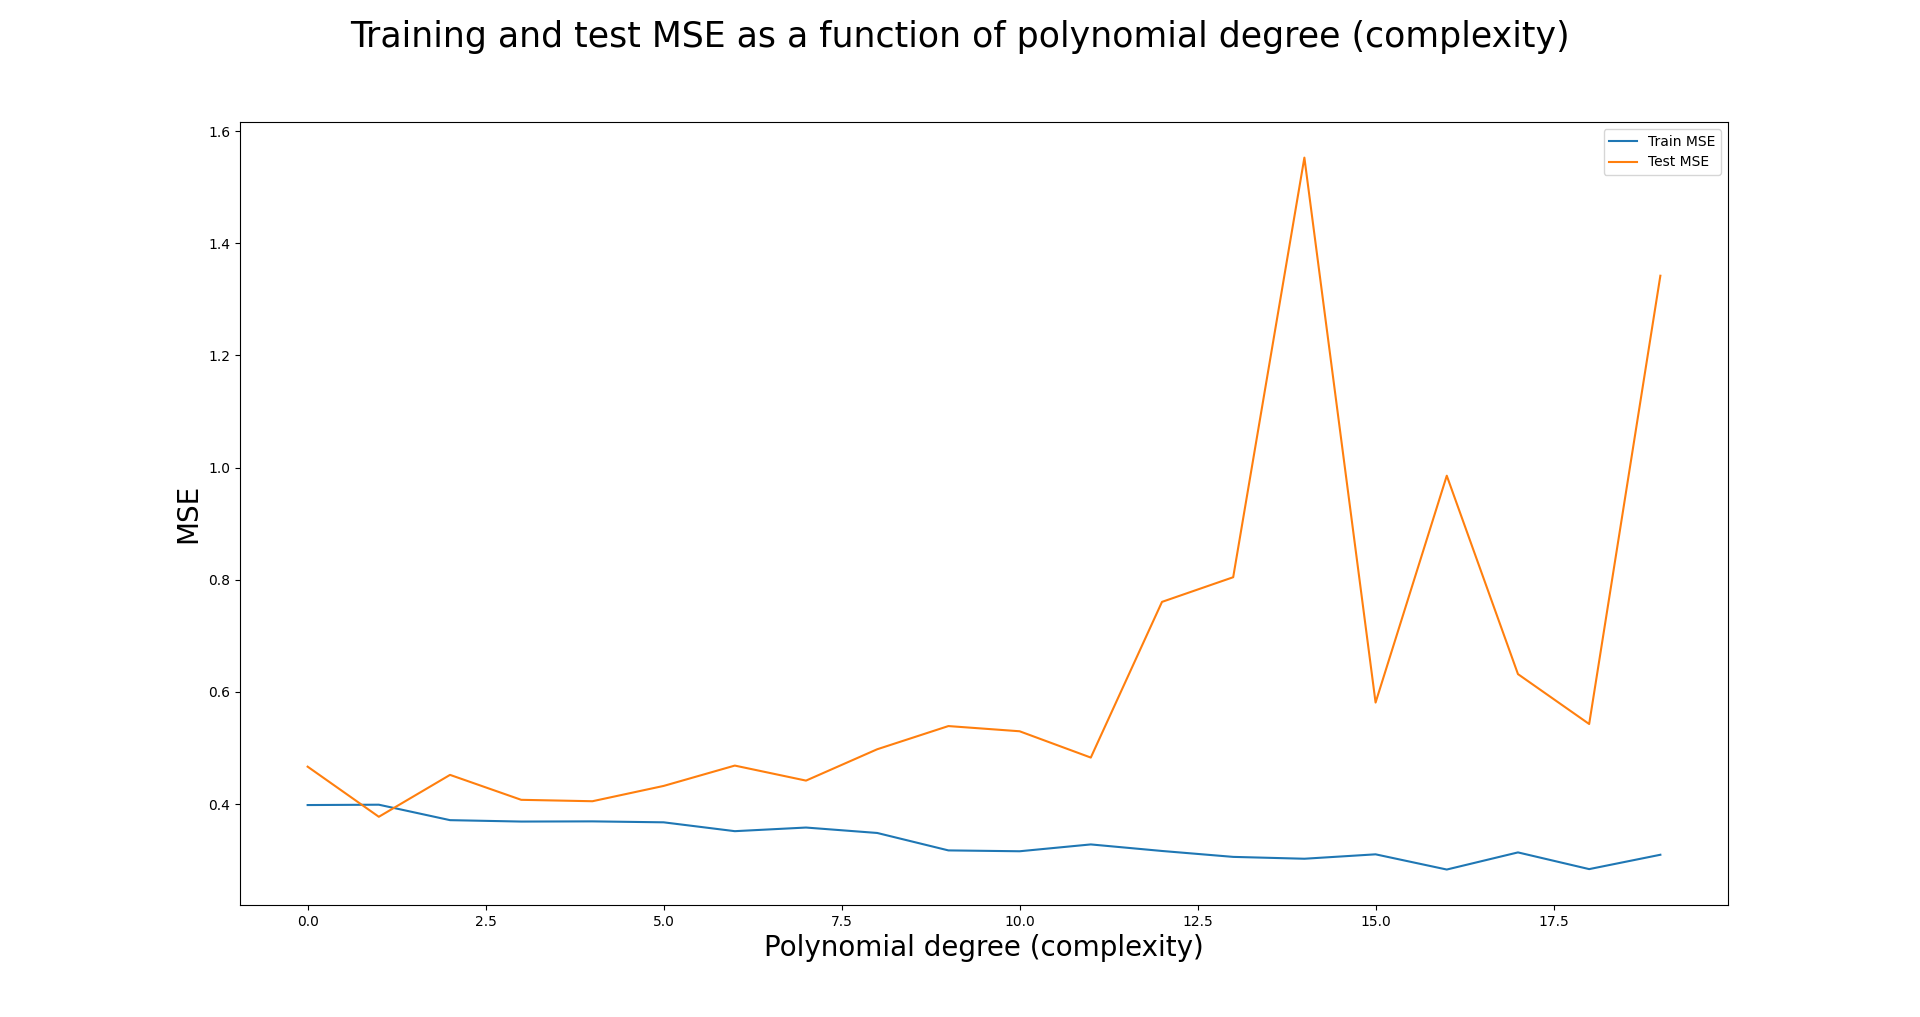 Training and test MSE as a function of polynomial degree (complexity)
Train MSE
Test MSE
1.6
1.4
1.2
1.0
0.8
0.6
0.4
MSE
0.0 2.5 5.0 7.5 10.0 12.5 15.0 17.5
Polynomial degree (complexity)